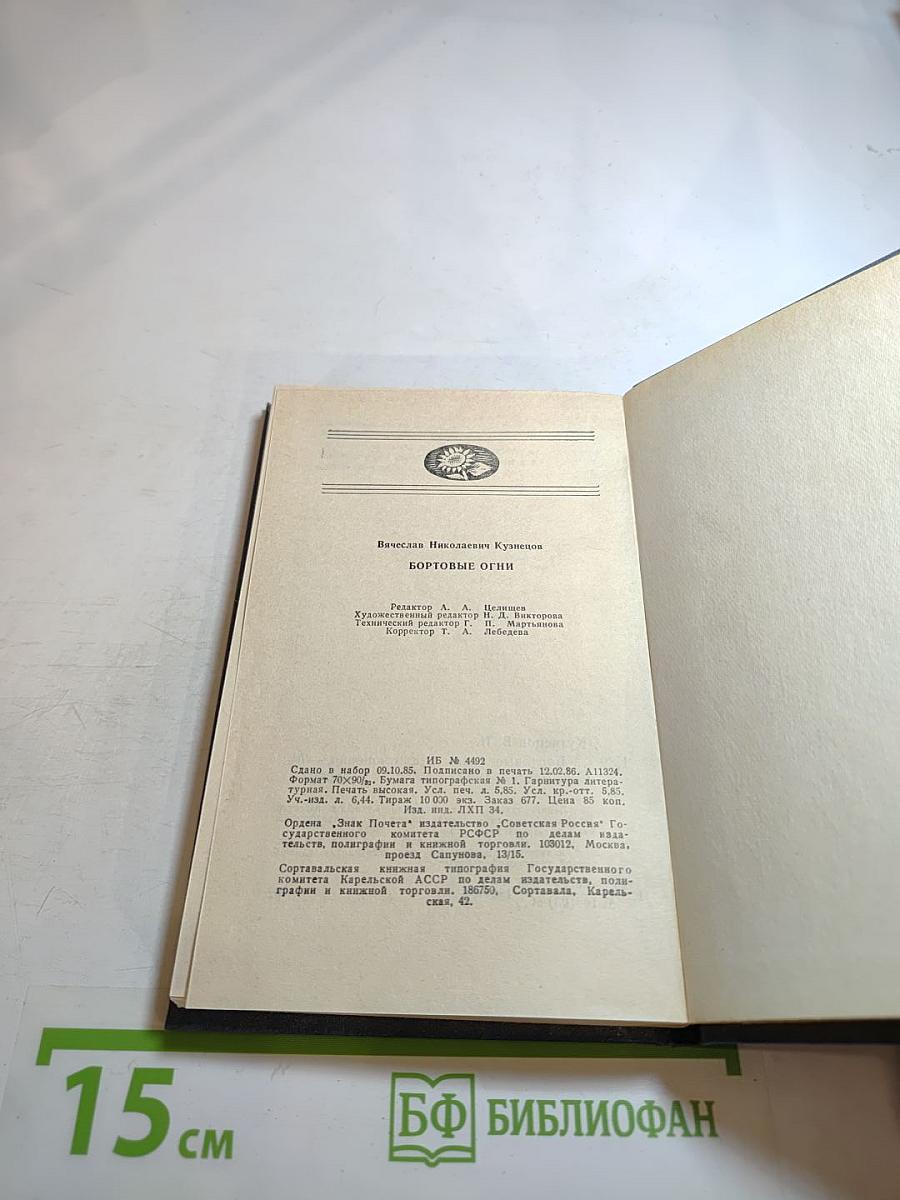 Вячеслав Николаевич Кузнецов
БОРТОВЫЕ ОГНИ
Редактор А. А. Целищев
Художественный редактор Н. Д. Викторова
Технический редактор Г. П. Мартьянова
Корректор Т. А. Лебедева
ИБ № 4492
Сдано в набор 09.10.85. Подписано в печать 12.02.86. А11324.
Формат 70×90/₃₂. Бумага типографская № 1. Гарнитура литера-
турная. Печать высокая. Усл. печ. л. 5,85. Усл. кр.-отт. 5,85.
Уч.-изд. л. 6,44. Тираж 10 000 экз. Заказ 677. Цена 85 коп.
Изд. инд. ЛХП 34.
Ордена „Знак Почета" издательство „Советская Россия" Го-
сударственного комитета РСФСР по делам изда-
тельств, полиграфии и книжной торговли. 103012, Москва,
проезд Сапунова, 13/15.
Сортавальская книжная типография Государственного
комитета Карельской АССР по делам издательств, поли-
графии и книжной торговли. 186750, Сортавала, Карель-
ская, 42.
15 см
БФ БИБЛИОФАН